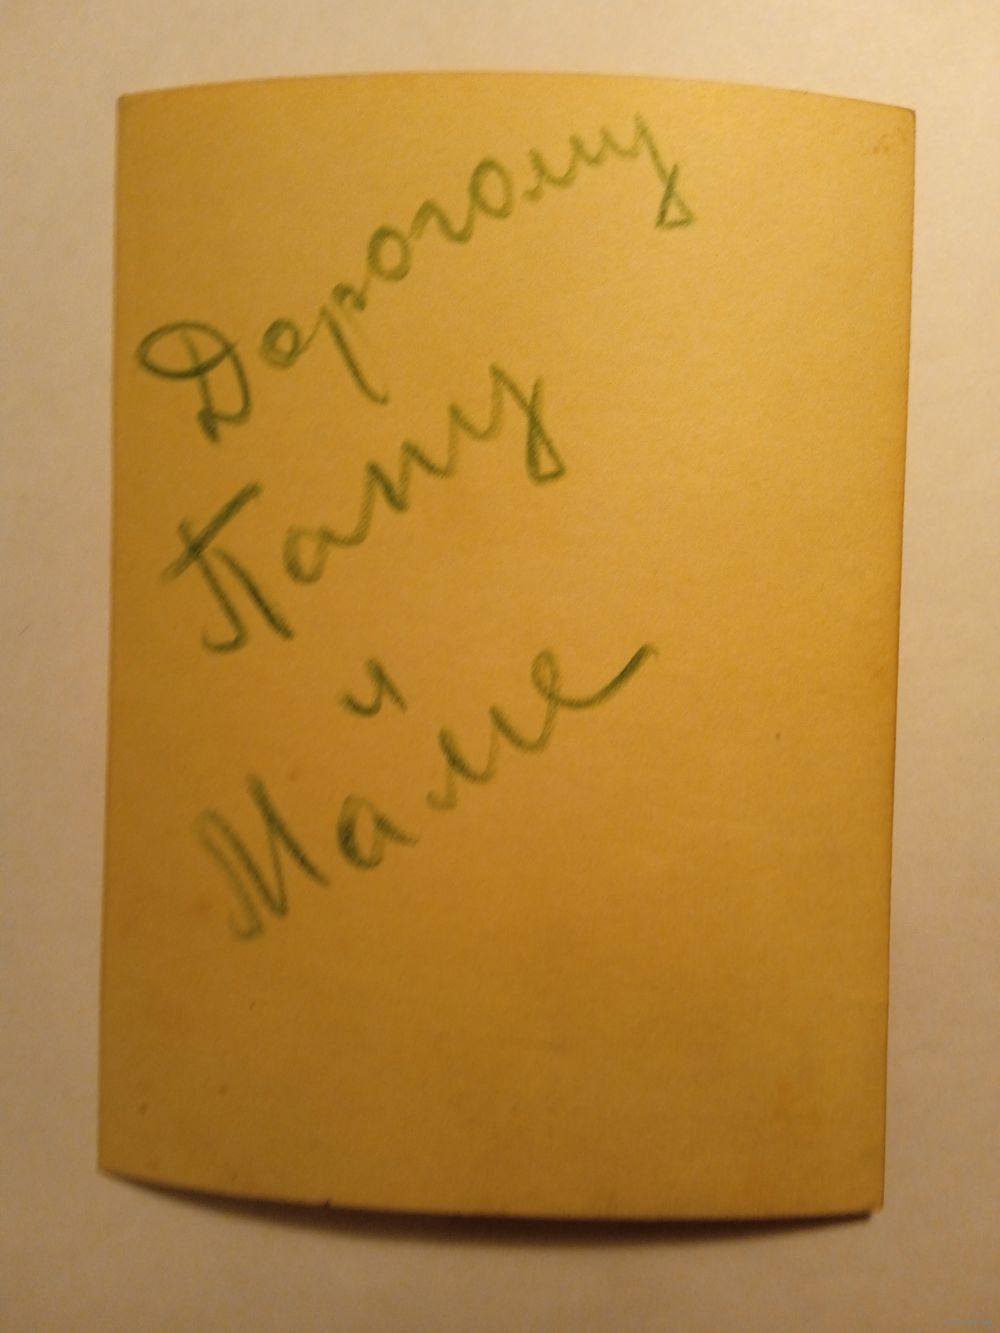 Дорогому
Папу
и
Маме